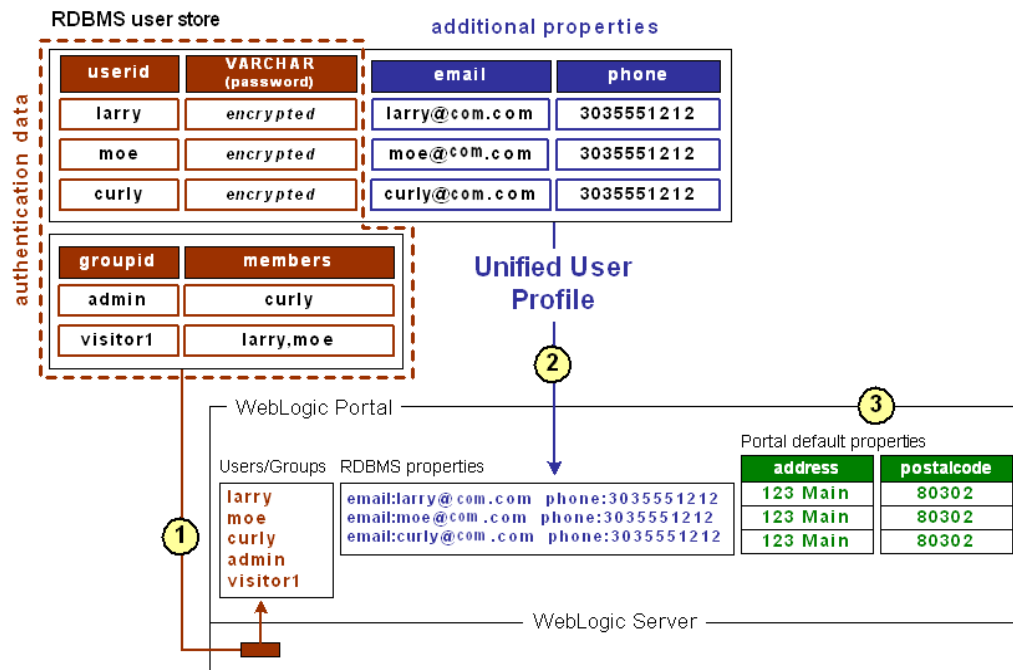 RDBMS user store
additional properties
authentication data
userid VARCHAR (password) email phone
larry encrypted larry@com.com 3035551212
moe encrypted moe@com.com 3035551212
curly encrypted curly@com.com 3035551212
groupid members
admin curly
visitor1 larry,moe
Unified User
Profile
2
WebLogic Portal
3
Users/Groups
larry
moe
curly
admin
visitor1
RDBMS properties
email:larry@com.com phone:3035551212
email:moe@com.com phone:3035551212
email:curly@com.com phone:3035551212
Portal default properties
address postalcode
123 Main 80302
123 Main 80302
123 Main 80302
1
WebLogic Server